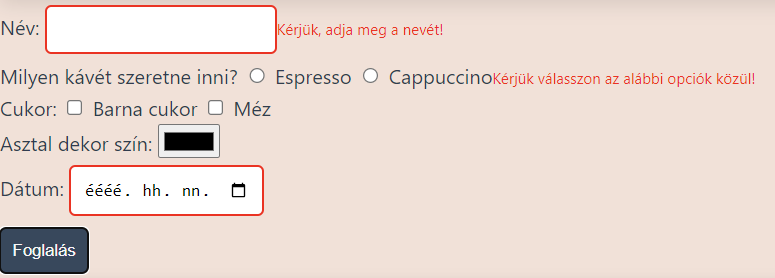 Név: Kérjük, adja meg a nevét!
Milyen kávét szeretne inni? Espresso Cappuccino Kérjük válasszon az alábbi opciók közül!
Cukor: Barna cukor Méz
Asztal dekor szín:
Dátum: éééé. hh. nn.
Foglalás